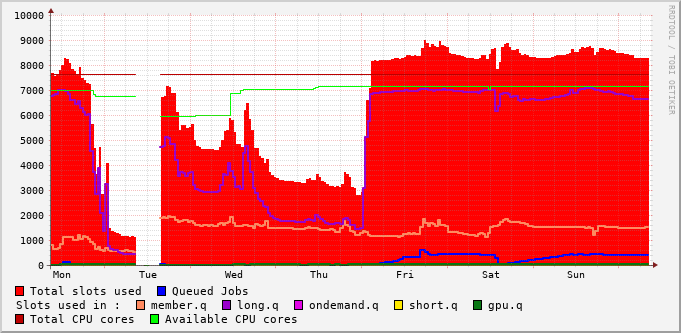 10000
9000
8000
7000
6000
5000
4000
3000
2000
1000
0
Mon Tue Wed Thu Fri Sat Sun
RRDTOOL / TOBI OETIKER
Total slots used Queued Jobs
Slots used in : member.q long.q ondemand.q short.q gpu.q
Total CPU cores Available CPU cores